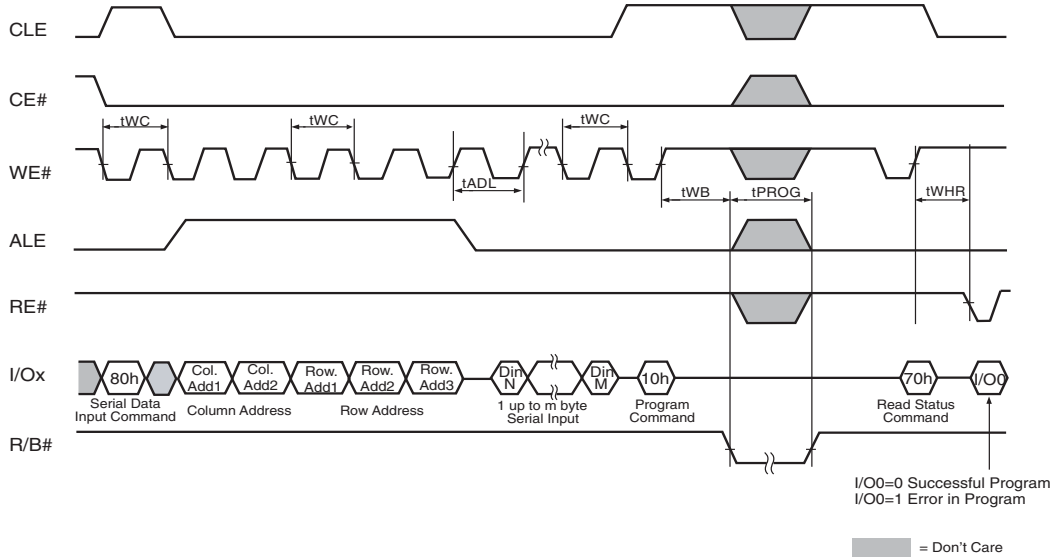 CLE
CE#
tWC
tWC
tWC
WE#
tADL
tWB
tPROG
tWHR
ALE
RE#
I/Ox
80h
Col.
Add1
Col.
Add2
Row.
Add1
Row.
Add2
Row.
Add3
Din
N
Din
M
10h
70h
I/O0
Serial Data
Input Command
Column Address
Row Address
1 up to m byte
Serial Input
Program
Command
Read Status
Command
R/B#
I/O0=0 Successful Program
I/O0=1 Error in Program
= Don't Care